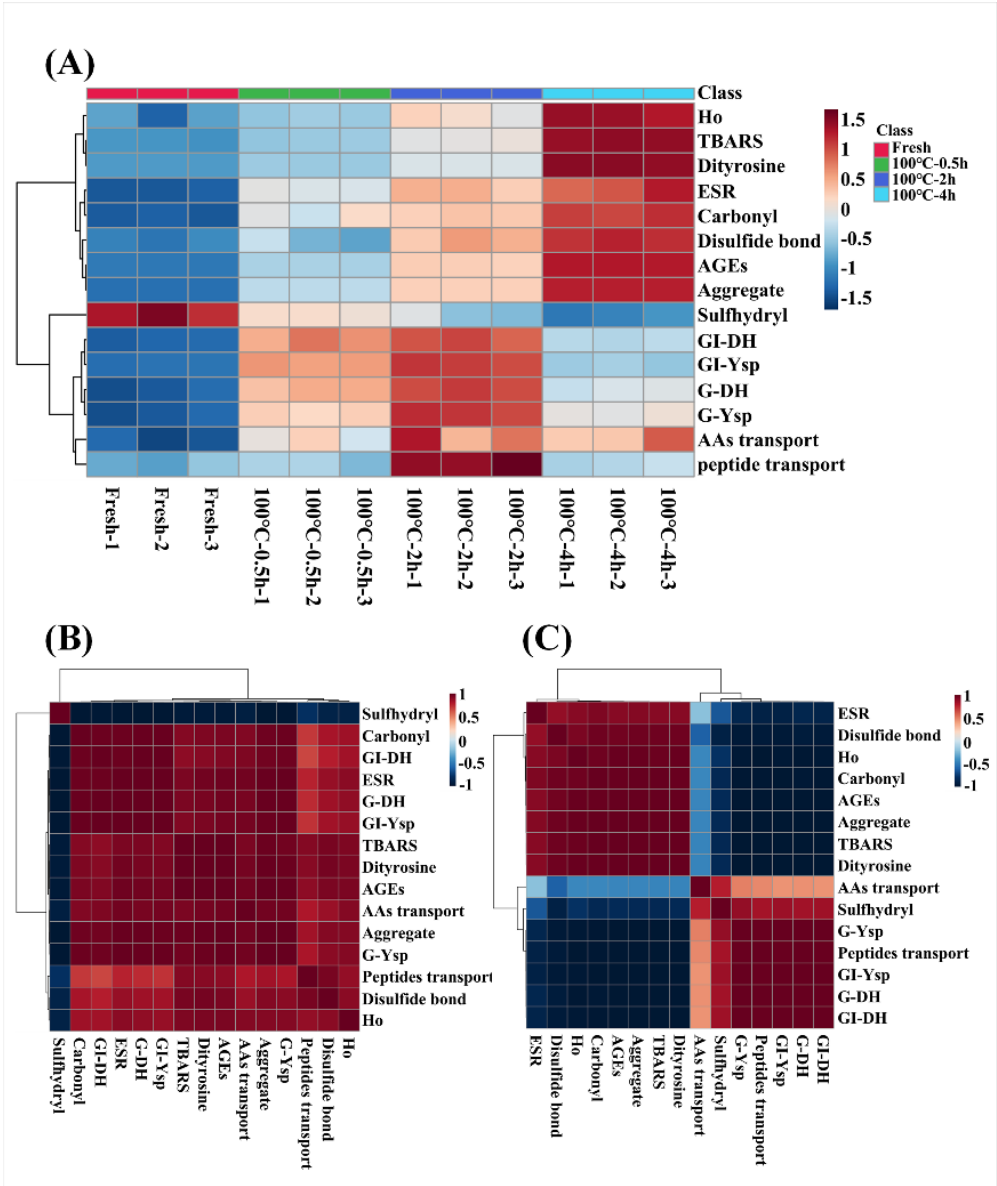 (A)
Class
Ho
TBARS
Dityrosine
ESR
Carbonyl
Disulfide bond
AGEs
Aggregate
Sulfhydryl
GI-DH
GI-Ysp
G-DH
G-Ysp
AAs transport
peptide transport
1.5
1
0.5
0
-0.5
-1
-1.5
Class
Fresh
100℃-0.5h
100℃-2h
100℃-4h
Fresh-1
Fresh-2
Fresh-3
100℃-0.5h-1
100℃-0.5h-2
100℃-0.5h-3
100℃-2h-1
100℃-2h-2
100℃-2h-3
100℃-4h-1
100℃-4h-2
100℃-4h-3
(B)
Sulfhydryl
Carbonyl
GI-DH
ESR
G-DH
GI-Ysp
TBARS
Dityrosine
AGEs
AAs transport
Aggregate
G-Ysp
Peptides transport
Disulfide bond
Ho
1
0.5
0
-0.5
-1
Sulfhydryl
Carbonyl
GI-DH
ESR
G-DH
GI-Ysp
TBARS
Dityrosine
AGEs
AAs transport
Aggregate
G-Ysp
Peptides transport
Disulfide bond
Ho
(C)
ESR
Disulfide bond
Ho
Carbonyl
AGEs
Aggregate
TBARS
Dityrosine
AAs transport
Sulfhydryl
G-Ysp
Peptides transport
GI-Ysp
G-DH
GI-DH
1
0.5
0
-0.5
-1
ESR
Disulfide bond
Ho
Carbonyl
AGEs
Aggregate
TBARS
Dityrosine
AAs transport
Sulfhydryl
G-Ysp
Peptides transport
GI-Ysp
G-DH
GI-DH